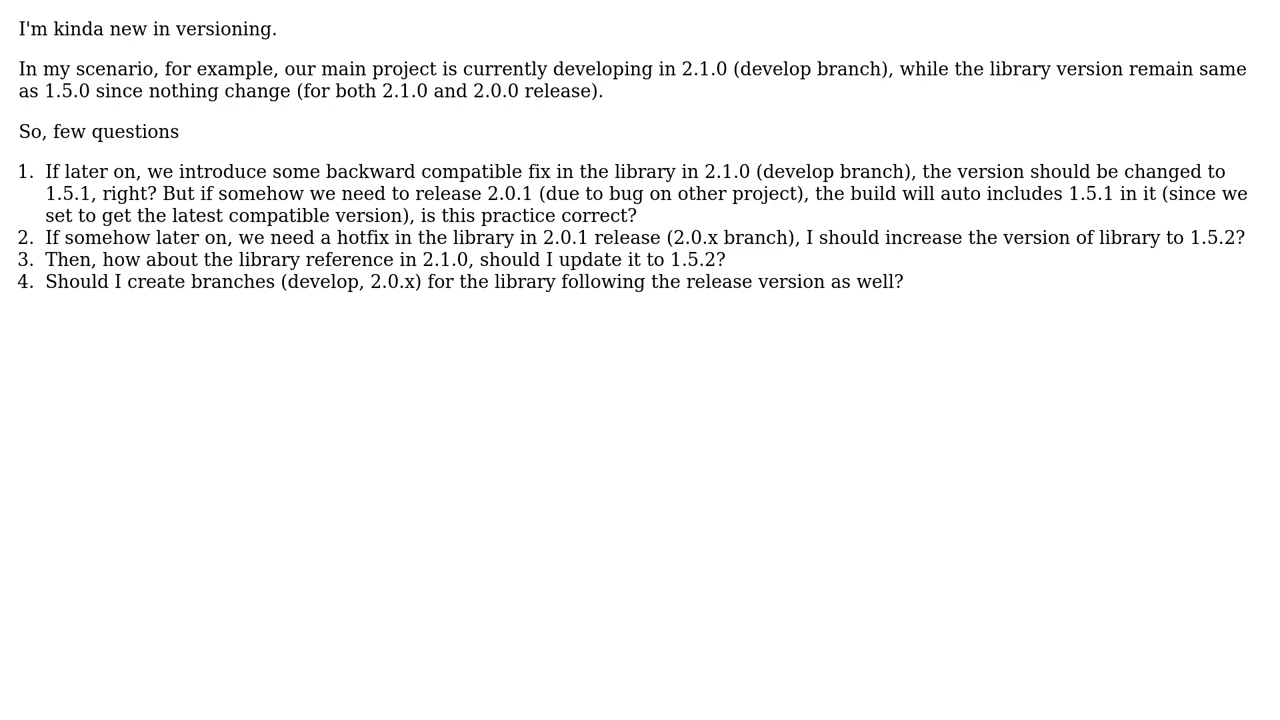 I'm kinda new in versioning.
In my scenario, for example, our main project is currently developing in 2.1.0 (develop branch), while the library version remain same
as 1.5.0 since nothing change (for both 2.1.0 and 2.0.0 release).
So, few questions
1. If later on, we introduce some backward compatible fix in the library in 2.1.0 (develop branch), the version should be changed to
1.5.1, right? But if somehow we need to release 2.0.1 (due to bug on other project), the build will auto includes 1.5.1 in it (since we
set to get the latest compatible version), is this practice correct?
2. If somehow later on, we need a hotfix in the library in 2.0.1 release (2.0.x branch), I should increase the version of library to 1.5.2?
3. Then, how about the library reference in 2.1.0, should I update it to 1.5.2?
4. Should I create branches (develop, 2.0.x) for the library following the release version as well?